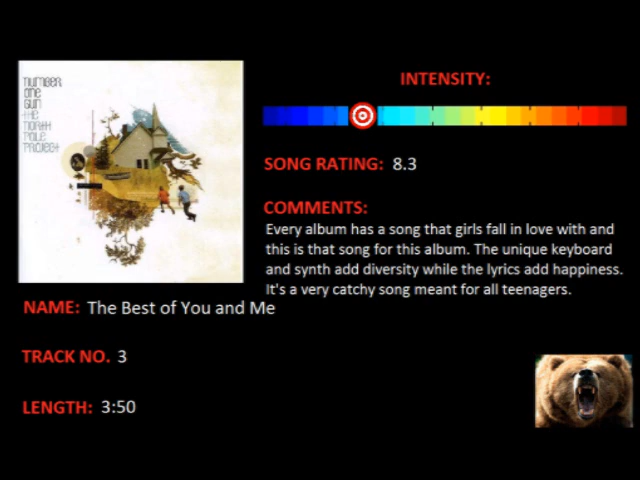 number
one
gun
the
north
pole
project
INTENSITY:
SONG RATING: 8.3
COMMENTS:
Every album has a song that girls fall in love with and
this is that song for this album. The unique keyboard
and synth add diversity while the lyrics add happiness.
It's a very catchy song meant for all teenagers.
NAME: The Best of You and Me
TRACK NO. 3
LENGTH: 3:50